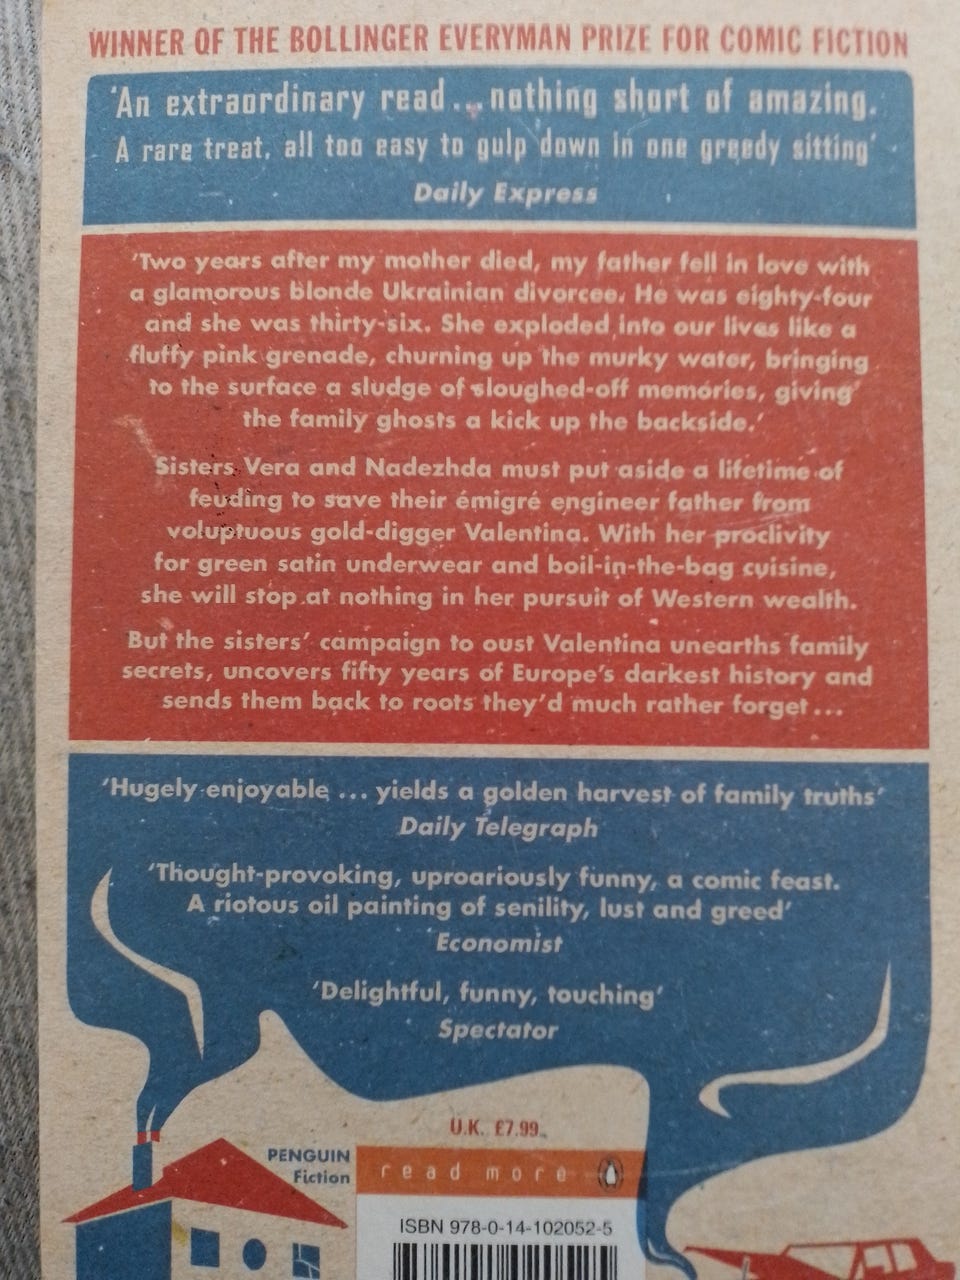 WINNER OF THE BOLLINGER EVERYMAN PRIZE FOR COMIC FICTION
'An extraordinary read ... nothing short of amazing.
A rare treat, all too easy to gulp down in one greedy sitting'
Daily Express
'Two years after my mother died, my father fell in love with
a glamorous blonde Ukrainian divorcee. He was eighty-four
and she was thirty-six. She exploded into our lives like a
fluffy pink grenade, churning up the murky water, bringing
to the surface a sludge of sloughed-off memories, giving
the family ghosts a kick up the backside.'
Sisters Vera and Nadezhda must put aside a lifetime of
feuding to save their émigré engineer father from
voluptuous gold-digger Valentina. With her proclivity
for green satin underwear and boil-in-the-bag cuisine,
she will stop at nothing in her pursuit of Western wealth.
But the sisters' campaign to oust Valentina unearths family
secrets, uncovers fifty years of Europe's darkest history and
sends them back to roots they'd much rather forget ...
'Hugely enjoyable ... yields a golden harvest of family truths'
Daily Telegraph
'Thought-provoking, uproariously funny, a comic feast.
A riotous oil painting of senility, lust and greed'
Economist
'Delightful, funny, touching'
Spectator
U.K. £7.99
PENGUIN
Fiction
read more
ISBN 978-0-14-102052-5